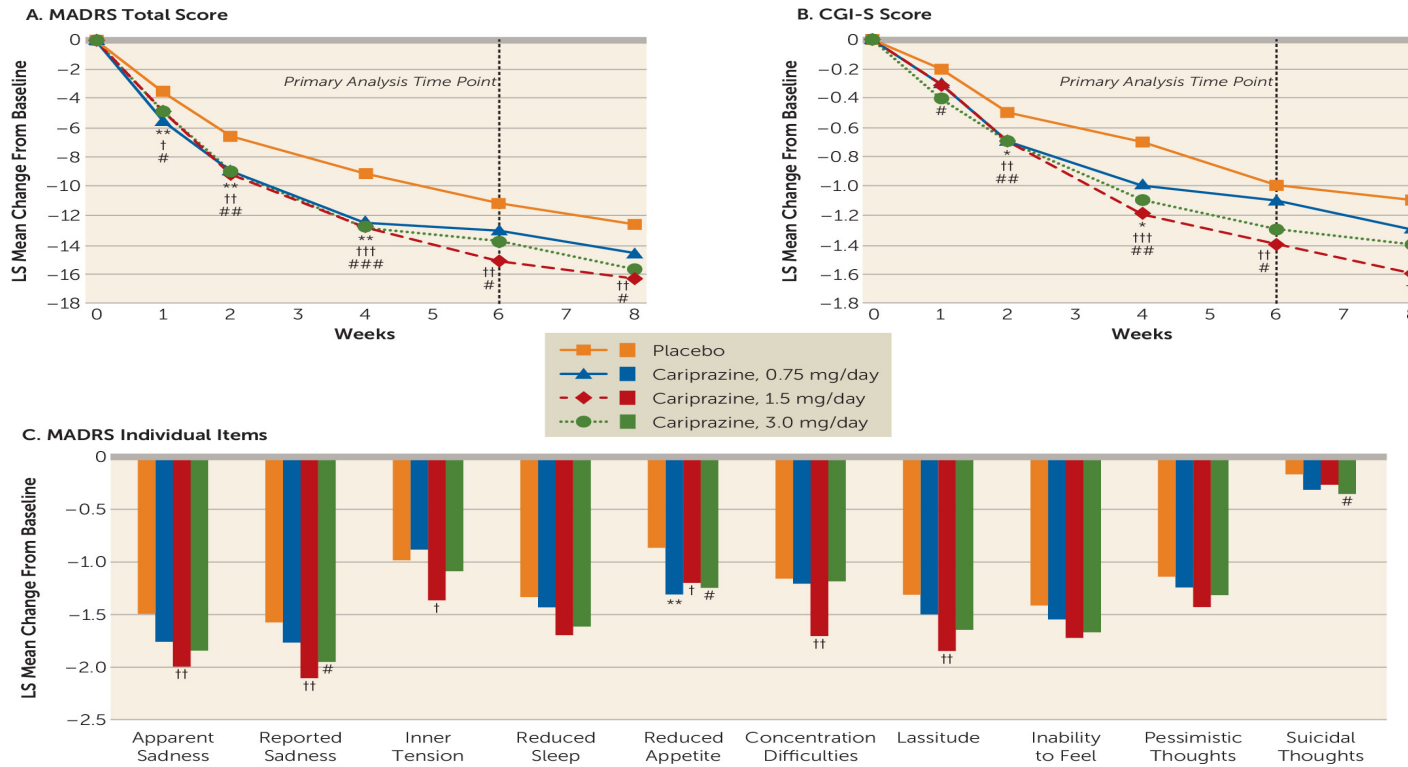 A. MADRS Total Score
LS Mean Change From Baseline
0
−2
−4
−6
−8
−10
−12
−14
−16
−18
Primary Analysis Time Point
**
†
#
**
††
##
**
†††
###
††
#
††
#
0 1 2 3 4 5 6 7 8
Weeks
B. CGI-S Score
LS Mean Change From Baseline
0
−0.2
−0.4
−0.6
−0.8
−1.0
−1.2
−1.4
−1.6
−1.8
Primary Analysis Time Point
#
*
††
##
*
†††
##
††
#
0 1 2 3 4 5 6 7
Weeks
Placebo
Cariprazine, 0.75 mg/day
Cariprazine, 1.5 mg/day
Cariprazine, 3.0 mg/day
C. MADRS Individual Items
LS Mean Change From Baseline
0
−0.5
−1.0
−1.5
−2.0
−2.5
††
†† #
†
** † #
††
††
#
Apparent
Sadness
Reported
Sadness
Inner
Tension
Reduced
Sleep
Reduced
Appetite
Concentration
Difficulties
Lassitude
Inability
to Feel
Pessimistic
Thoughts
Suicidal
Thoughts